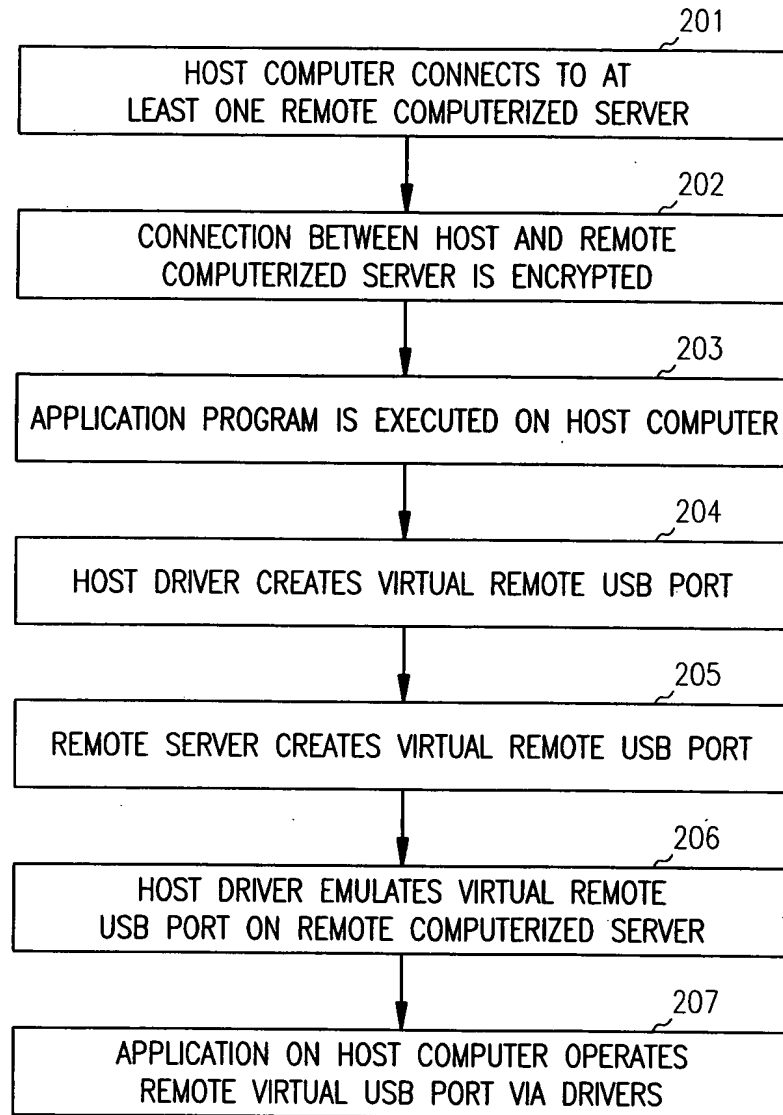 201
HOST COMPUTER CONNECTS TO AT
LEAST ONE REMOTE COMPUTERIZED SERVER
202
CONNECTION BETWEEN HOST AND REMOTE
COMPUTERIZED SERVER IS ENCRYPTED
203
APPLICATION PROGRAM IS EXECUTED ON HOST COMPUTER
204
HOST DRIVER CREATES VIRTUAL REMOTE USB PORT
205
REMOTE SERVER CREATES VIRTUAL REMOTE USB PORT
206
HOST DRIVER EMULATES VIRTUAL REMOTE
USB PORT ON REMOTE COMPUTERIZED SERVER
207
APPLICATION ON HOST COMPUTER OPERATES
REMOTE VIRTUAL USB PORT VIA DRIVERS